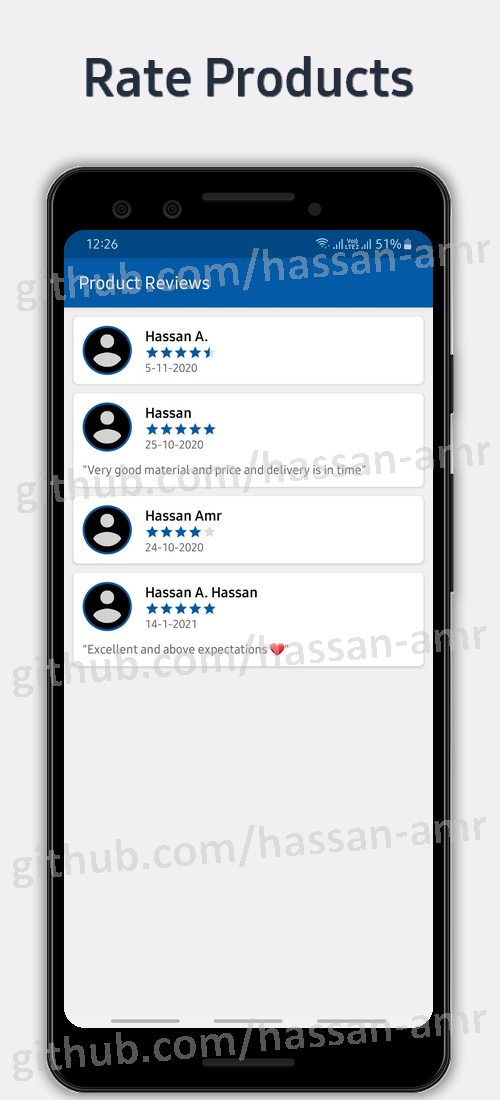 Rate Products
12:26
Voj) LTE2 51%
github.com/hassan-amr
Product Reviews
Hassan A.
5-11-2020
Hassan
25-10-2020
"Very good material and price and delivery is in time"
github.com/hassan-amr
Hassan Amr
24-10-2020
Hassan A. Hassan
14-1-2021
"Excellent and above expectations 💔"
github.com/hassan-amr
github.com/hassan-amr
github.com/hassan-amr